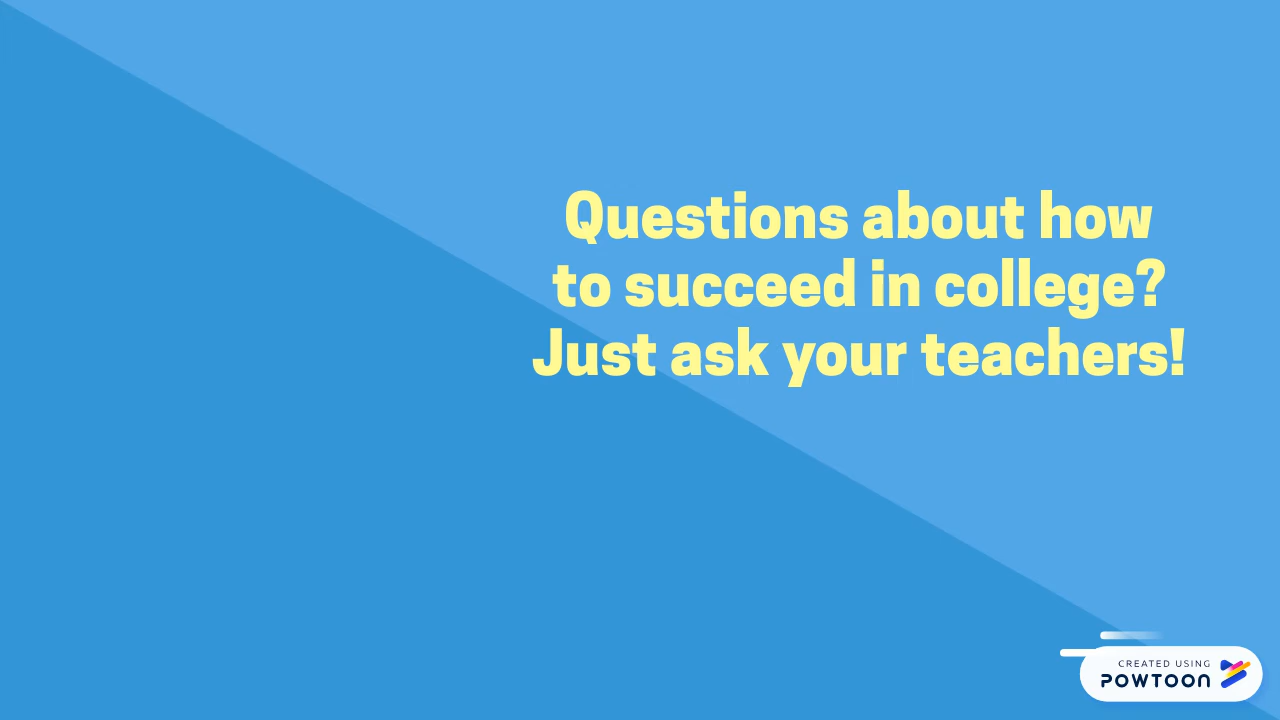 Questions about how
to succeed in college?
Just ask your teachers!
CREATED USING
POWTOON